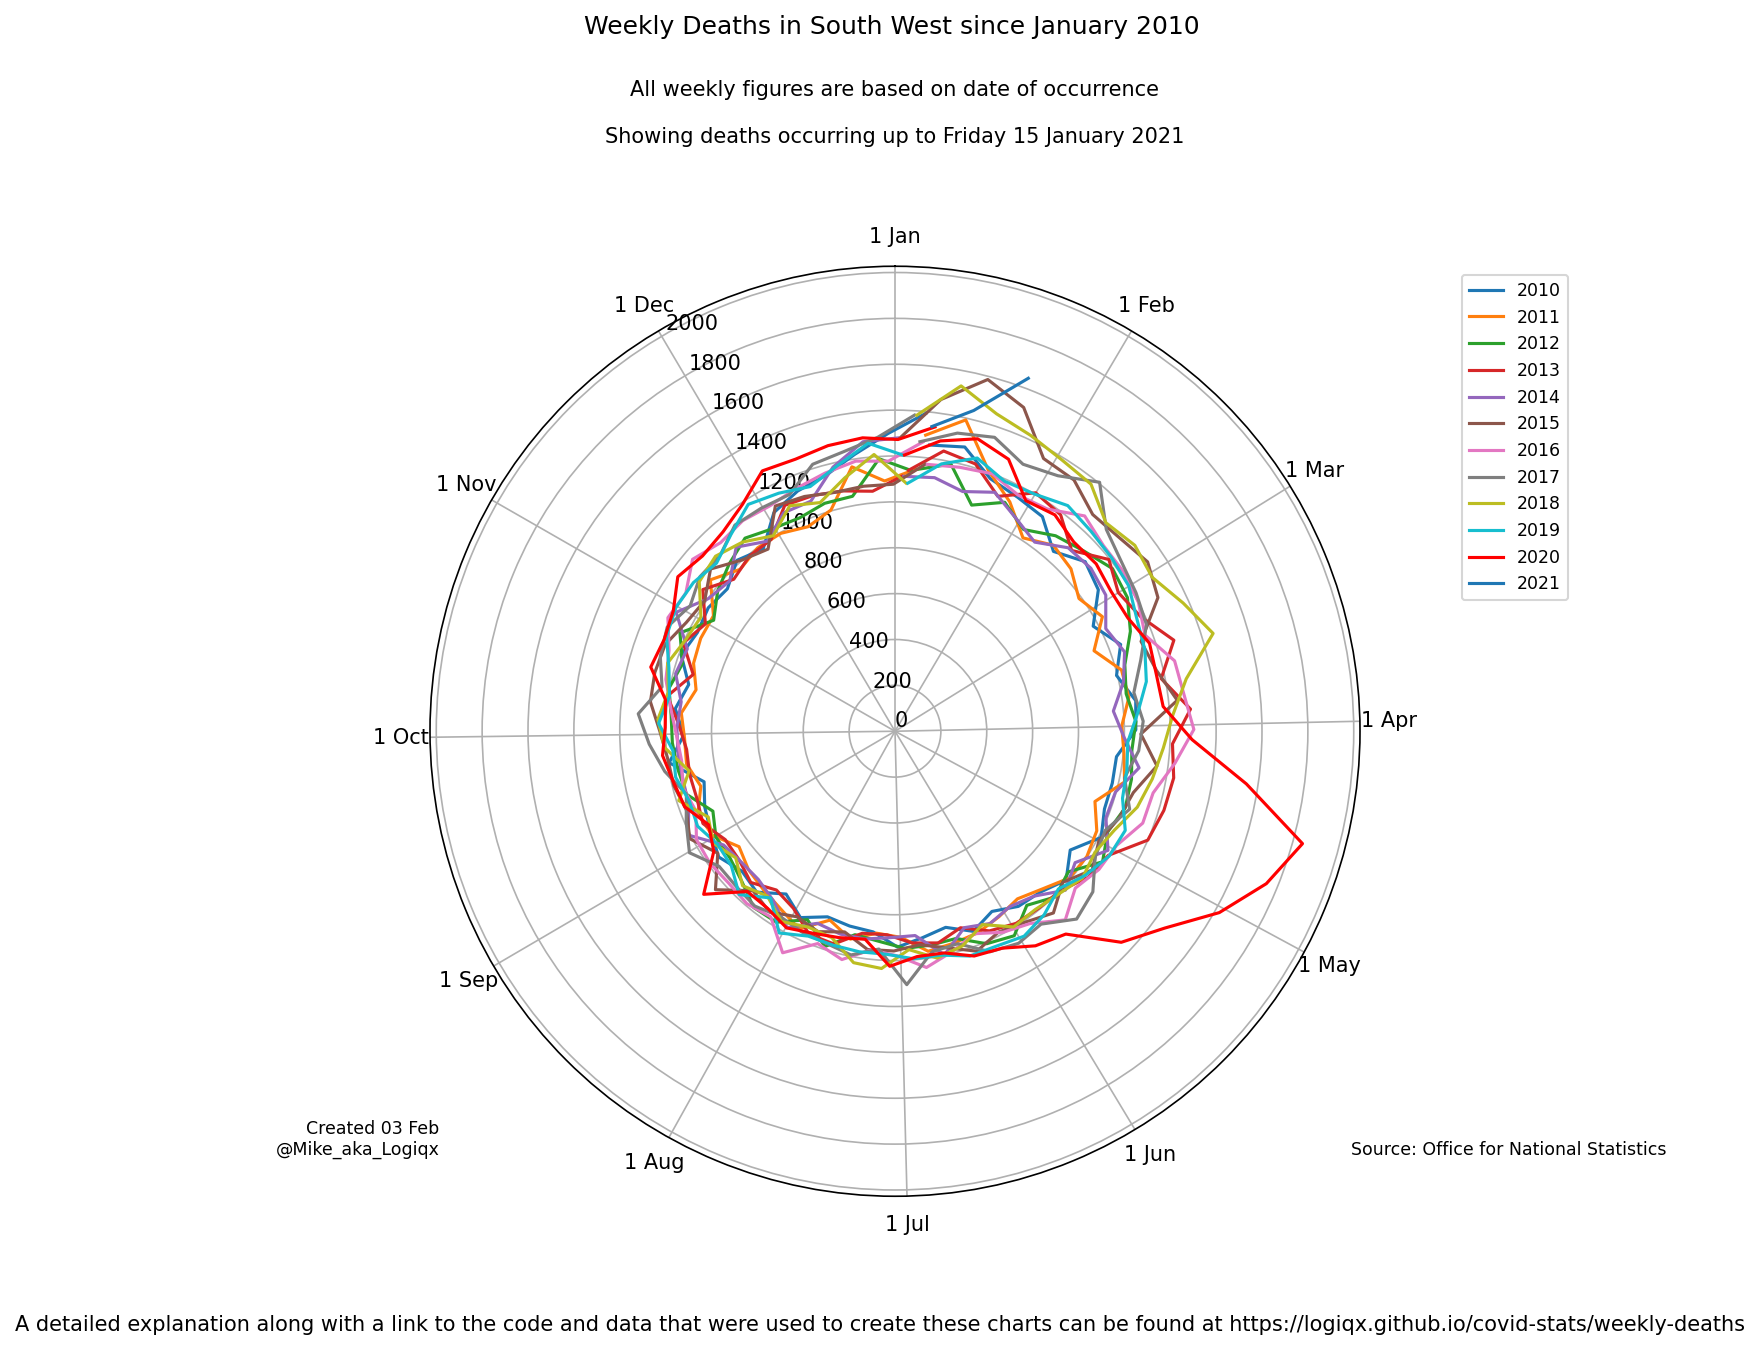 Weekly Deaths in South West since January 2010
All weekly figures are based on date of occurrence
Showing deaths occurring up to Friday 15 January 2021
1 Jan
1 Feb
1 Mar
1 Apr
1 May
1 Jun
1 Jul
1 Aug
1 Sep
1 Oct
1 Nov
1 Dec
2000
1800
1600
1400
1200
1000
800
600
400
200
0
2010
2011
2012
2013
2014
2015
2016
2017
2018
2019
2020
2021
Created 03 Feb
@Mike_aka_Logiqx
Source: Office for National Statistics
A detailed explanation along with a link to the code and data that were used to create these charts can be found at https://logiqx.github.io/covid-stats/weekly-deaths